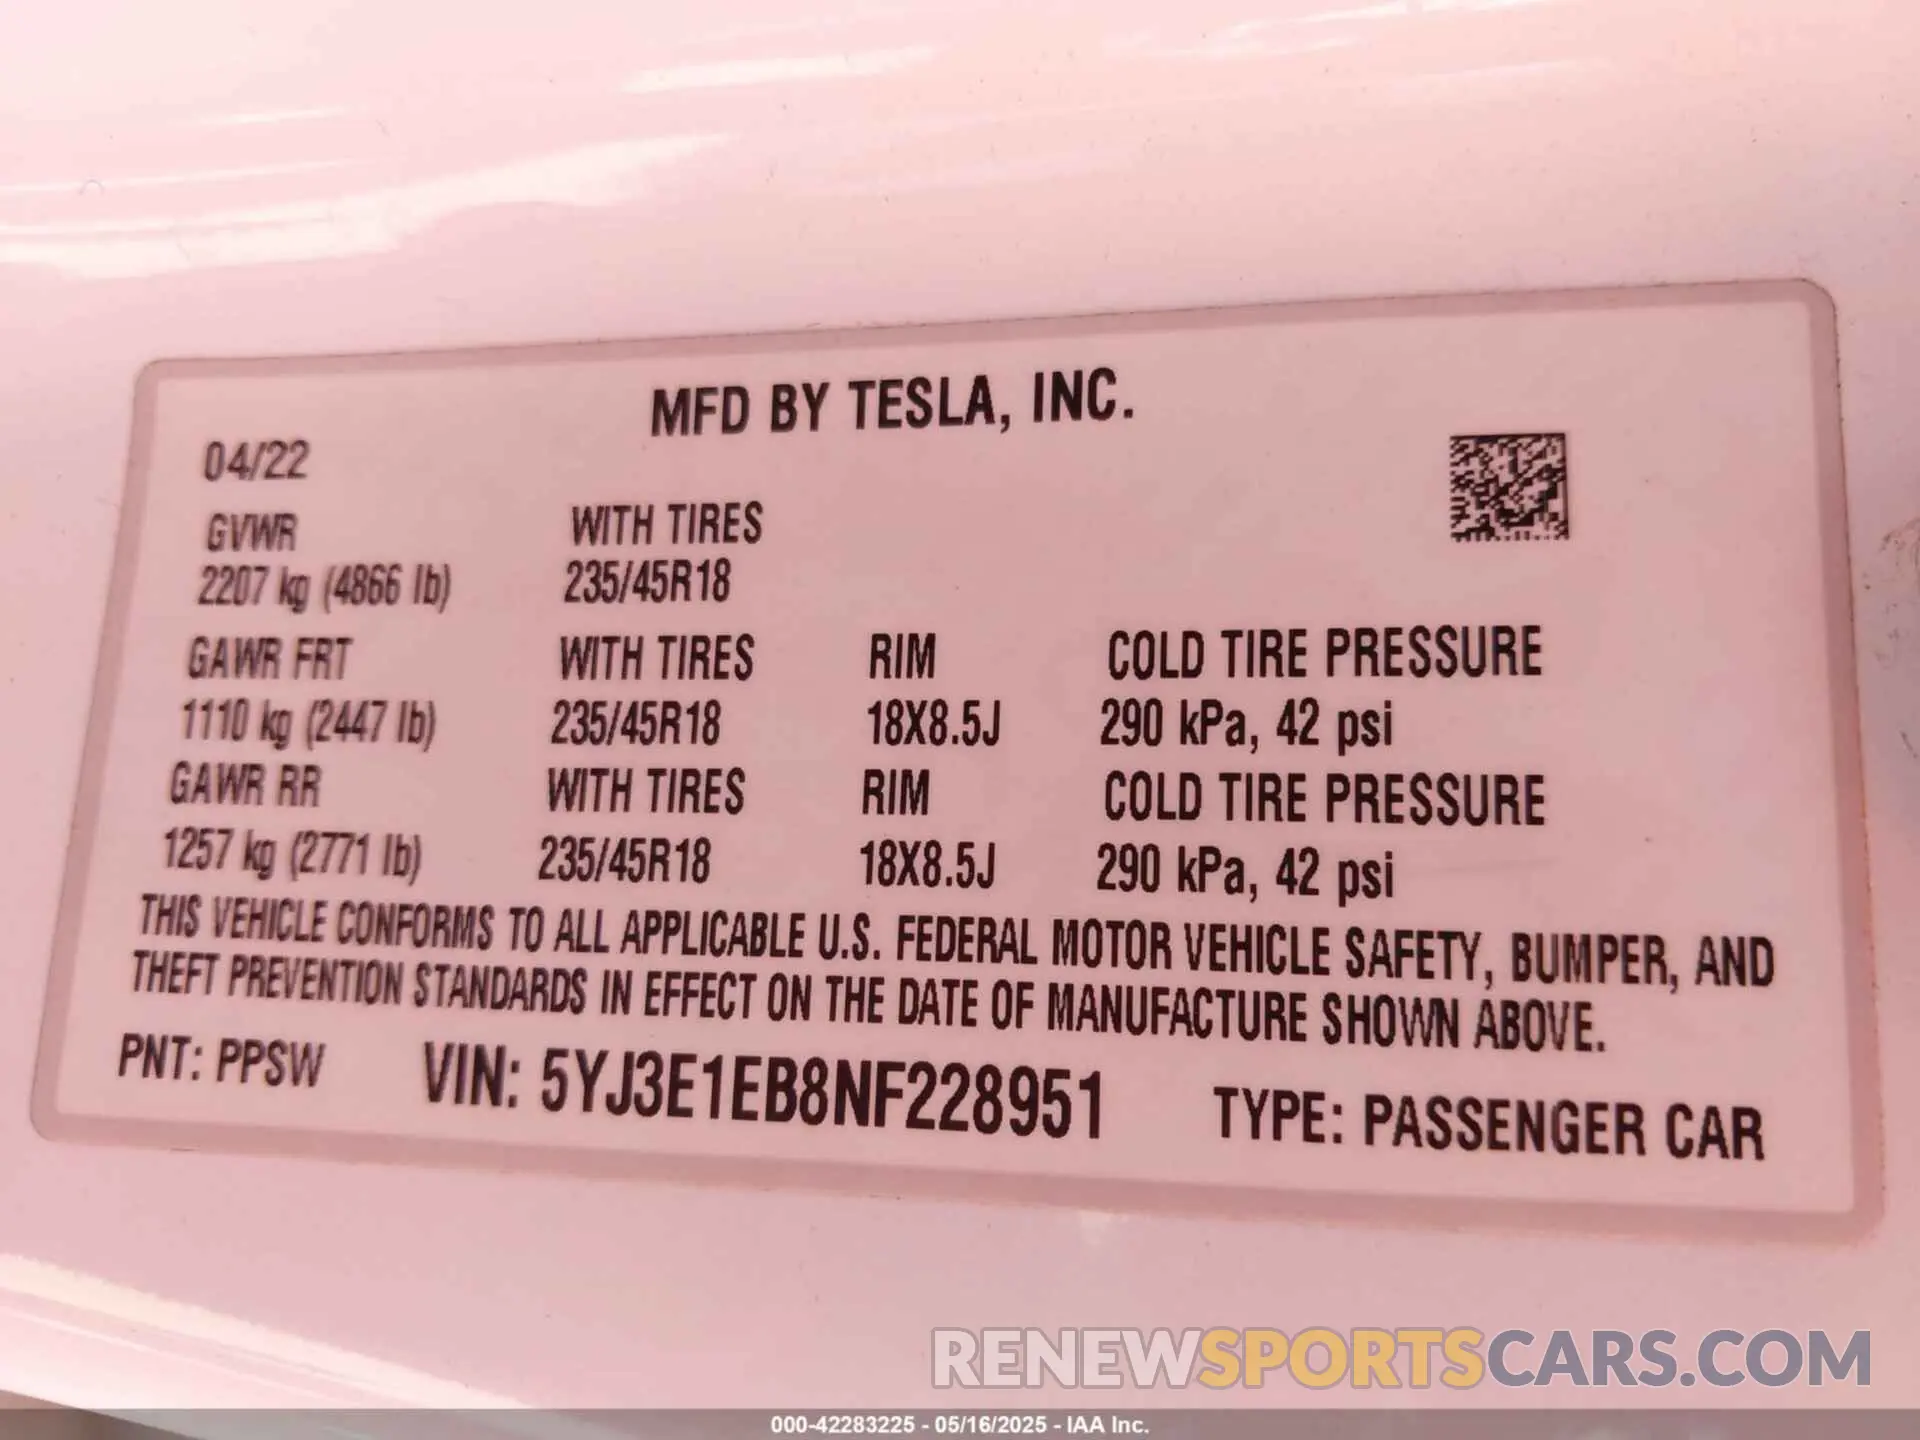 MFD BY TESLA, INC.
04/22
GVWR WITH TIRES
2207 kg (4866 lb) 235/45R18
GAWR FRT WITH TIRES RIM COLD TIRE PRESSURE
1110 kg (2447 lb) 235/45R18 18X8.5J 290 kPa, 42 psi
GAWR RR WITH TIRES RIM COLD TIRE PRESSURE
1257 kg (2771 lb) 235/45R18 18X8.5J 290 kPa, 42 psi
THIS VEHICLE CONFORMS TO ALL APPLICABLE U.S. FEDERAL MOTOR VEHICLE SAFETY, BUMPER, AND
THEFT PREVENTION STANDARDS IN EFFECT ON THE DATE OF MANUFACTURE SHOWN ABOVE.
PNT: PPSW VIN: 5YJ3E1EB8NF228951 TYPE: PASSENGER CAR
RENEWSPORTSCARS.COM
000-42283225 - 05/16/2025 - IAA Inc.